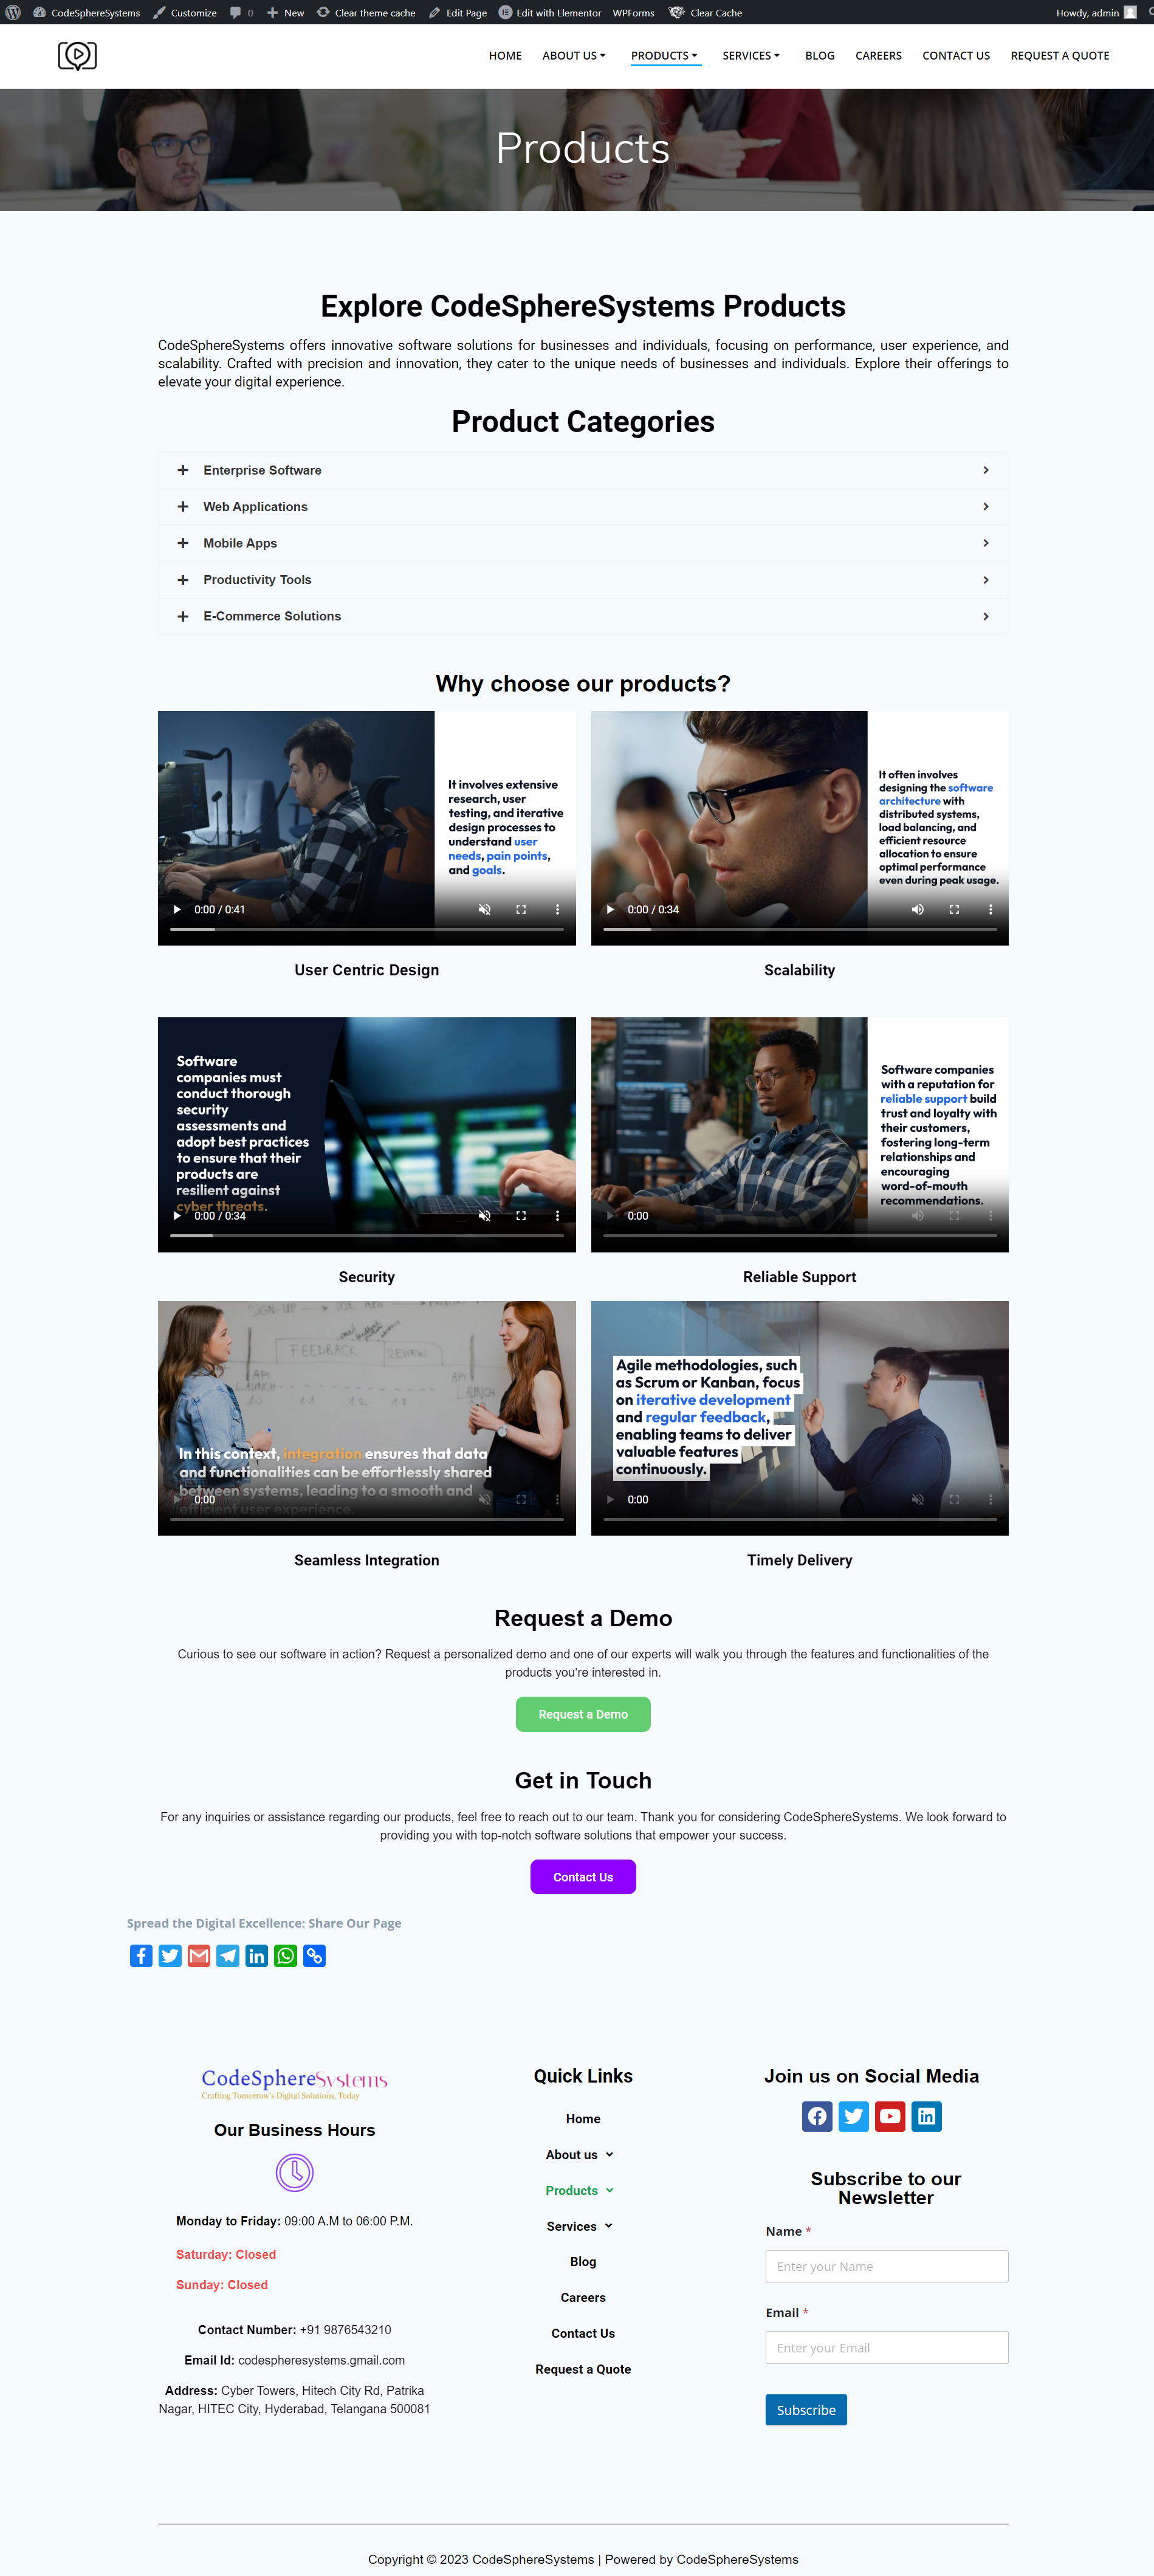 CodeSphereSystems Customize 0 New Clear theme cache Edit Page Edit with Elementor WPForms Clear Cache Howdy, admin
HOME ABOUT US PRODUCTS SERVICES BLOG CAREERS CONTACT US REQUEST A QUOTE
Products
Explore CodeSphereSystems Products
CodeSphereSystems offers innovative software solutions for businesses and individuals, focusing on performance, user experience, and
scalability. Crafted with precision and innovation, they cater to the unique needs of businesses and individuals. Explore their offerings to
elevate your digital experience.
Product Categories
Enterprise Software
Web Applications
Mobile Apps
Productivity Tools
E-Commerce Solutions
Why choose our products?
It involves extensive
research, user
testing, and iterative
design processes to
understand user
needs, pain points,
and goals.
0:00 / 0:41
It often involves
designing the software
architecture with
distributed systems,
load balancing, and
efficient resource
allocation to ensure
optimal performance
even during peak usage.
0:00 / 0:34
User Centric Design
Scalability
Software
companies must
conduct thorough
security
assessments and
adopt best practices
to ensure that their
products are
resilient against
cyber threats.
0:00 / 0:34
Software companies
with a reputation for
reliable support build
trust and loyalty with
their customers,
fostering long-term
relationships and
encouraging
word-of-mouth
recommendations.
0:00
Security
Reliable Support
SIGN-UP
FEEDBACK REVIEW
API
LAUNCH
API
LAUNCH
In this context, integration ensures that data
and functionalities can be effortlessly shared
between systems, leading to a smooth and
efficient user experience.
0:00
Agile methodologies, such
as Scrum or Kanban, focus
on iterative development
and regular feedback,
enabling teams to deliver
valuable features
continuously.
0:00
Seamless Integration
Timely Delivery
Request a Demo
Curious to see our software in action? Request a personalized demo and one of our experts will walk you through the features and functionalities of the
products you're interested in.
Request a Demo
Get in Touch
For any inquiries or assistance regarding our products, feel free to reach out to our team. Thank you for considering CodeSphereSystems. We look forward to
providing you with top-notch software solutions that empower your success.
Contact Us
Spread the Digital Excellence: Share Our Page
CodeSphereSystems
Crafting Tomorrow's Digital Solutions, Today
Our Business Hours
Monday to Friday: 09:00 A.M to 06:00 P.M.
Saturday: Closed
Sunday: Closed
Contact Number: +91 9876543210
Email Id: codespheresystems.gmail.com
Address: Cyber Towers, Hitech City Rd, Patrika
Nagar, HITEC City, Hyderabad, Telangana 500081
Quick Links
Home
About us
Products
Services
Blog
Careers
Contact Us
Request a Quote
Join us on Social Media
Subscribe to our
Newsletter
Name *
Enter your Name
Email *
Enter your Email
Subscribe
Copyright © 2023 CodeSphereSystems | Powered by CodeSphereSystems